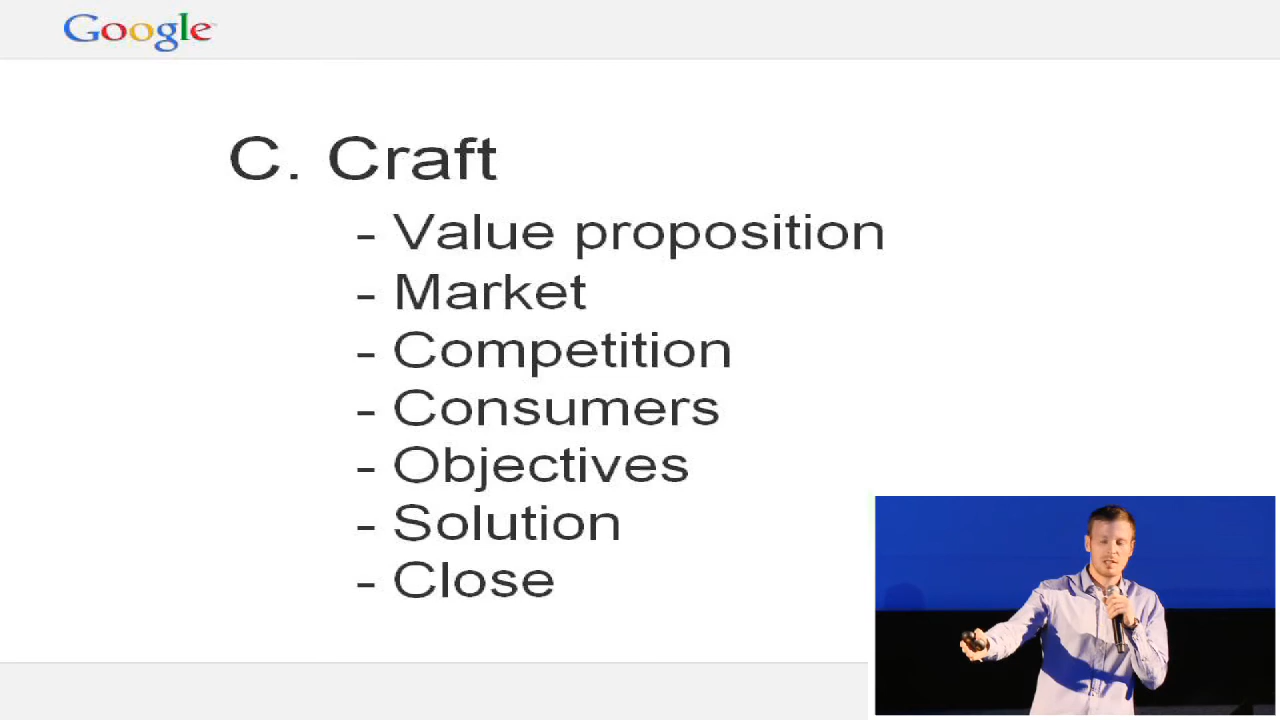 Google
C. Craft
- Value proposition
- Market
- Competition
- Consumers
- Objectives
- Solution
- Close